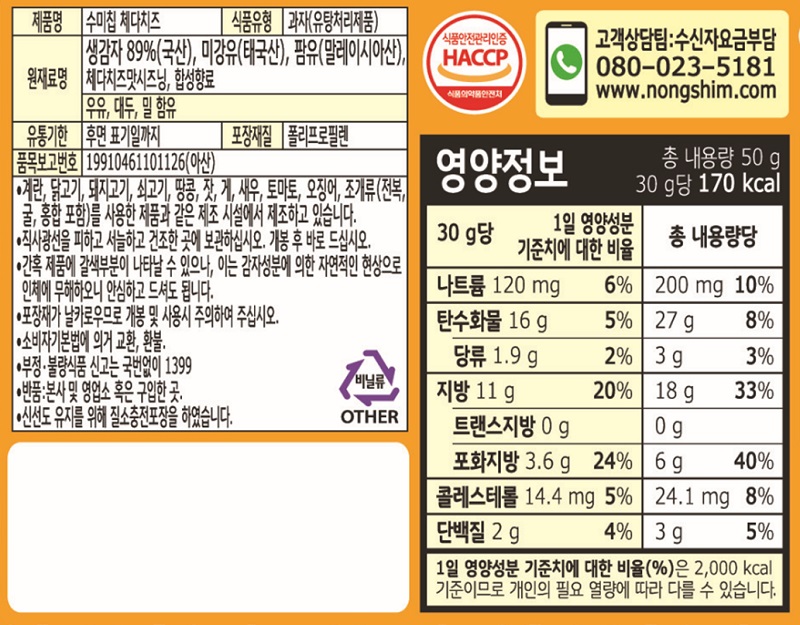 제품명 수미칩 체다치즈 식품유형 과자(유탕처리제품)
원재료명 생감자 89%(국산), 미강유(태국산), 팜유(말레이시아산),
체다치즈맛시즈닝, 합성향료
우유, 대두, 밀 함유
유통기한 후면 표기일까지 포장재질 폴리프로필렌
품목보고번호 19910461101126(아산)
•계란, 닭고기, 돼지고기, 쇠고기, 땅콩, 잣, 게, 새우, 토마토, 오징어, 조개류(전복,
굴, 홍합 포함)를 사용한 제품과 같은 제조 시설에서 제조하고 있습니다.
•직사광선을 피하고 서늘하고 건조한 곳에 보관하십시오. 개봉 후 바로 드십시오.
•간혹 제품에 갈색부분이 나타날 수 있으나, 이는 감자성분에 의한 자연적인 현상으로
인체에 무해하오니 안심하고 드셔도 됩니다.
•포장재가 날카로우므로 개봉 및 사용시 주의하여 주십시오.
•소비자기본법에 의거 교환, 환불.
•부정·불량식품 신고는 국번없이 1399
•반품:본사 및 영업소 혹은 구입한 곳.
•신선도 유지를 위해 질소충전포장을 하였습니다.
비닐류
OTHER
식품안전관리인증
HACCP
식품의약품안전처
고객상담팀:수신자요금부담
080-023-5181
www.nongshim.com
영양정보
총 내용량 50 g
30 g당 170 kcal
30 g당 1일 영양성분 기준치에 대한 비율 총 내용량당
나트륨 120 mg 6% 200 mg 10%
탄수화물 16 g 5% 27 g 8%
당류 1.9 g 2% 3 g 3%
지방 11 g 20% 18 g 33%
트랜스지방 0 g 0 g
포화지방 3.6 g 24% 6 g 40%
콜레스테롤 14.4 mg 5% 24.1 mg 8%
단백질 2 g 4% 3 g 5%
1일 영양성분 기준치에 대한 비율(%)은 2,000 kcal
기준이므로 개인의 필요 열량에 따라 다를 수 있습니다.